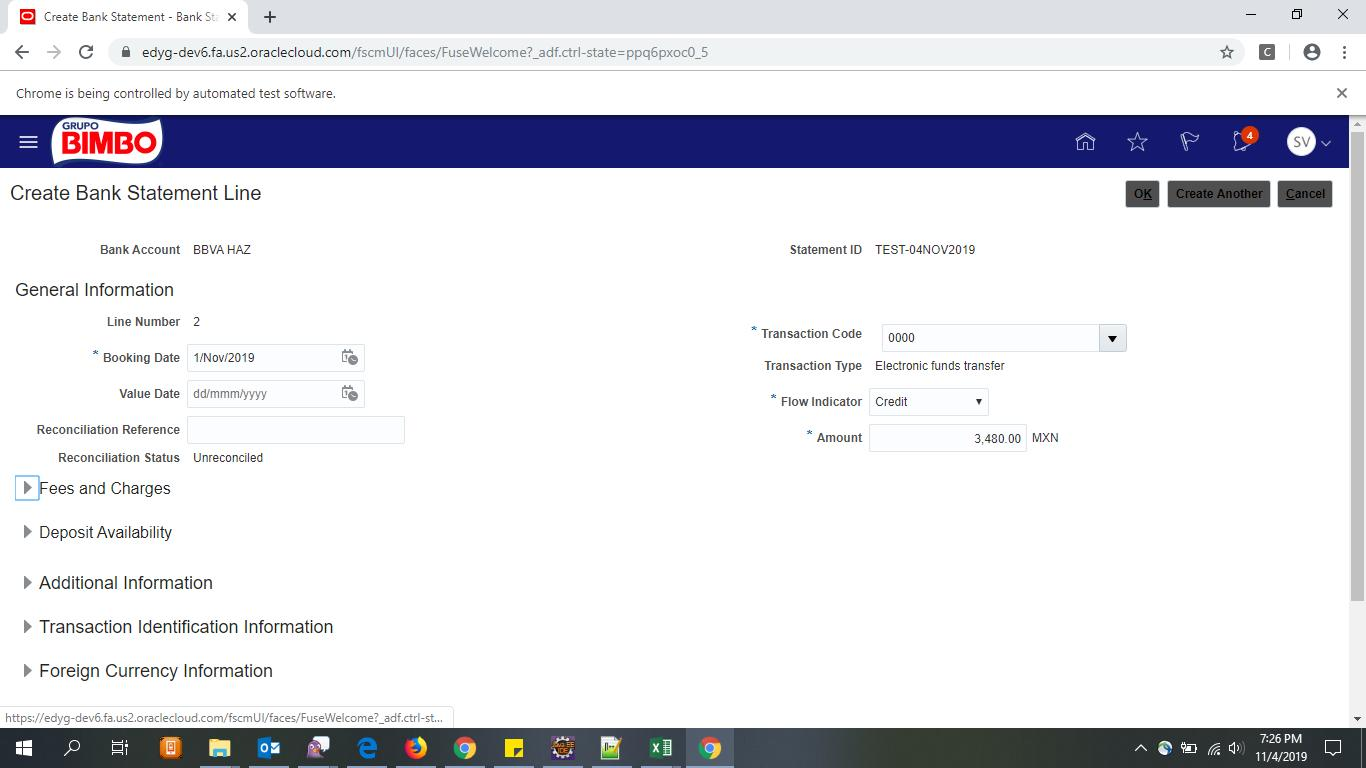 Create Bank Statement - Bank Sta
edyg-dev6.fa.us2.oraclecloud.com/fscmUI/faces/FuseWelcome?_adf.ctrl-state=ppq6pxoc0_5
C
Chrome is being controlled by automated test software.
GRUPO
BIMBO
4
SV
Create Bank Statement Line
OK Create Another Cancel
Bank Account BBVA HAZ
Statement ID TEST-04NOV2019
General Information
Line Number 2
* Booking Date 1/Nov/2019
Value Date dd/mmm/yyyy
Reconciliation Reference
Reconciliation Status Unreconciled
* Transaction Code 0000
Transaction Type Electronic funds transfer
* Flow Indicator Credit
* Amount 3,480.00 MXN
Fees and Charges
Deposit Availability
Additional Information
Transaction Identification Information
Foreign Currency Information
https://edyg-dev6.fa.us2.oraclecloud.com/fscmUI/faces/FuseWelcome?_adf.ctrl-st...
7:26 PM
11/4/2019